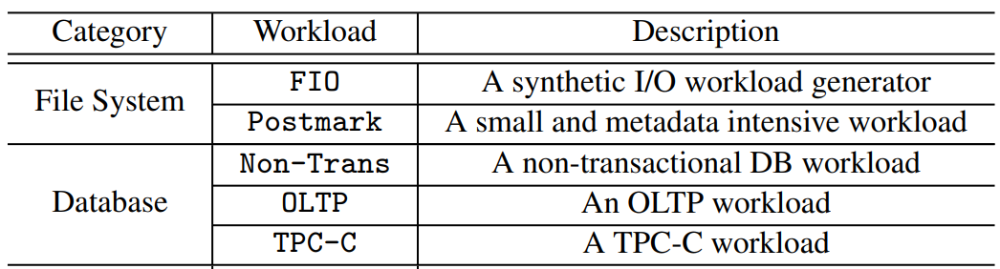 Category Workload Description
File System FIO A synthetic I/O workload generator
Postmark A small and metadata intensive workload
Database Non-Trans A non-transactional DB workload
OLTP An OLTP workload
TPC-C A TPC-C workload